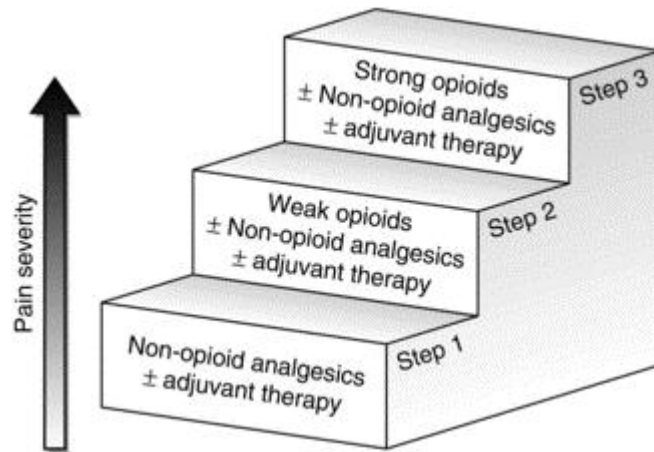 Strong opioids
± Non-opioid analgesics
± adjuvant therapy
Step 3
Weak opioids
± Non-opioid analgesics
± adjuvant therapy
Step 2
Non-opioid analgesics
± adjuvant therapy
Step 1
Pain severity